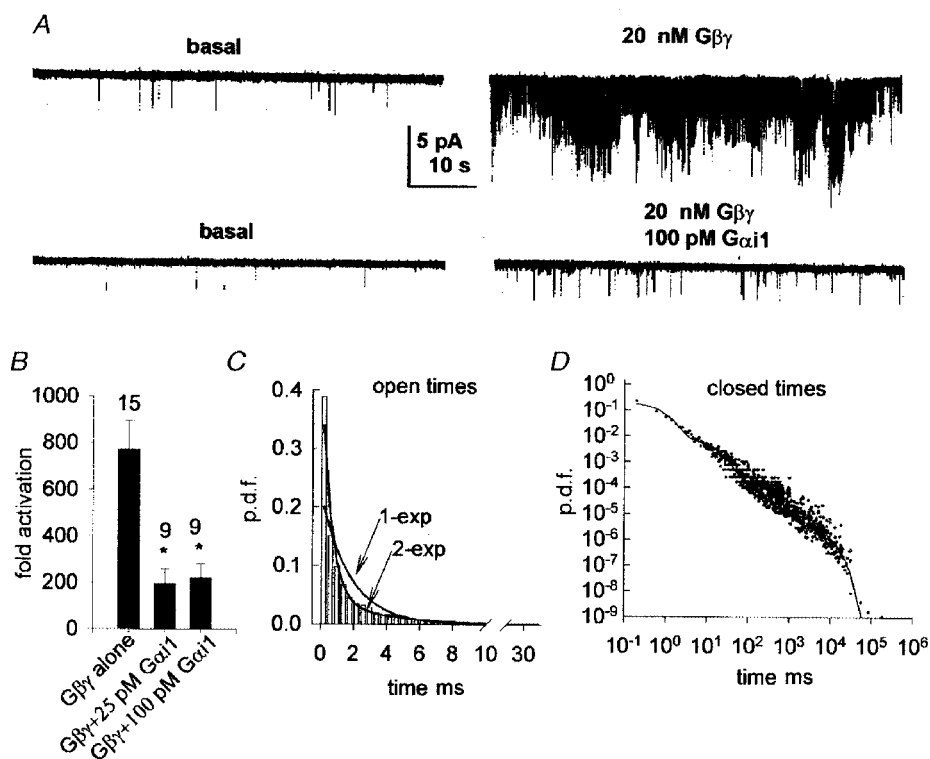 A
basal
20 nM Gβγ
5 pA
10 s
basal
20 nM Gβγ
100 pM Gαi1
B
fold activation
1000
800
600
400
200
0
15
9
*
9
*
Gβγ alone
Gβγ+25 pM Gαi1
Gβγ+100 pM Gαi1
C
open times
p.d.f.
0.4
0.3
0.2
0.1
0.0
1-exp
2-exp
0 2 4 6 8 10 30
time ms
D
closed times
p.d.f.
10⁰
10⁻¹
10⁻²
10⁻³
10⁻⁴
10⁻⁵
10⁻⁶
10⁻⁷
10⁻⁸
10⁻⁹
10⁻¹ 10⁰ 10¹ 10² 10³ 10⁴ 10⁵ 10⁶
time ms